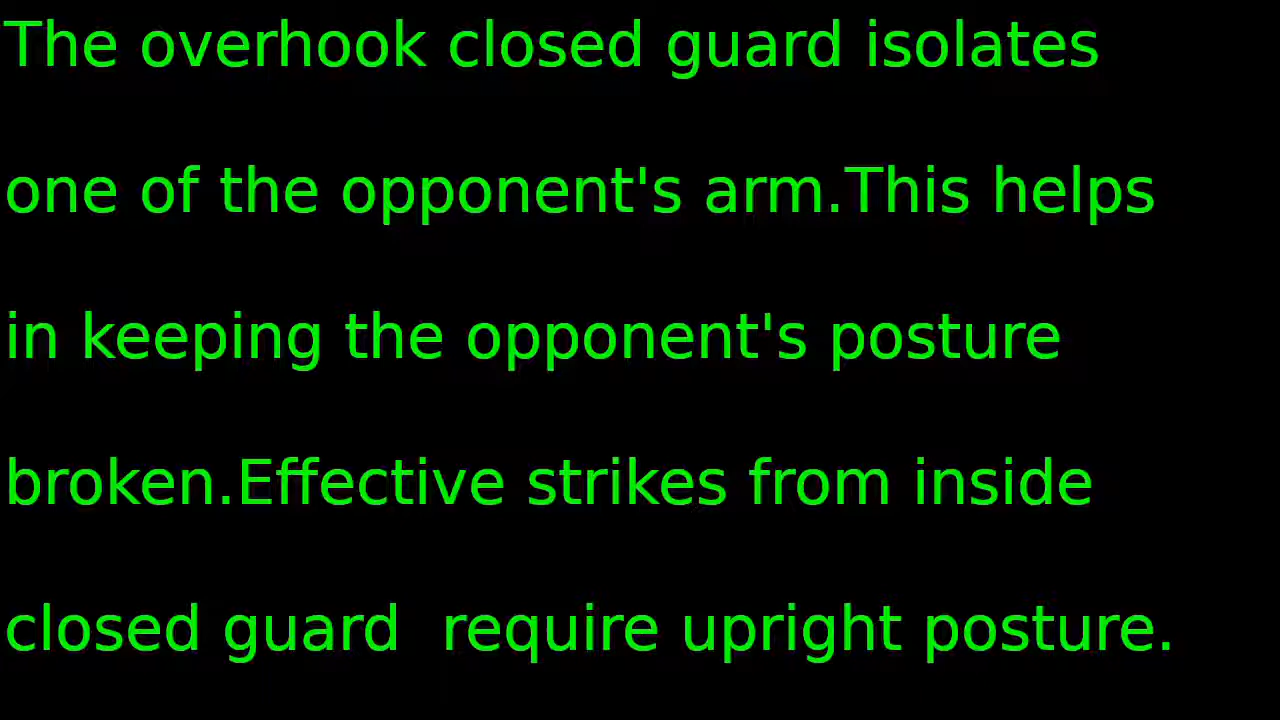 The overhook closed guard isolates
one of the opponent's arm.This helps
in keeping the opponent's posture
broken.Effective strikes from inside
closed guard  require upright posture.